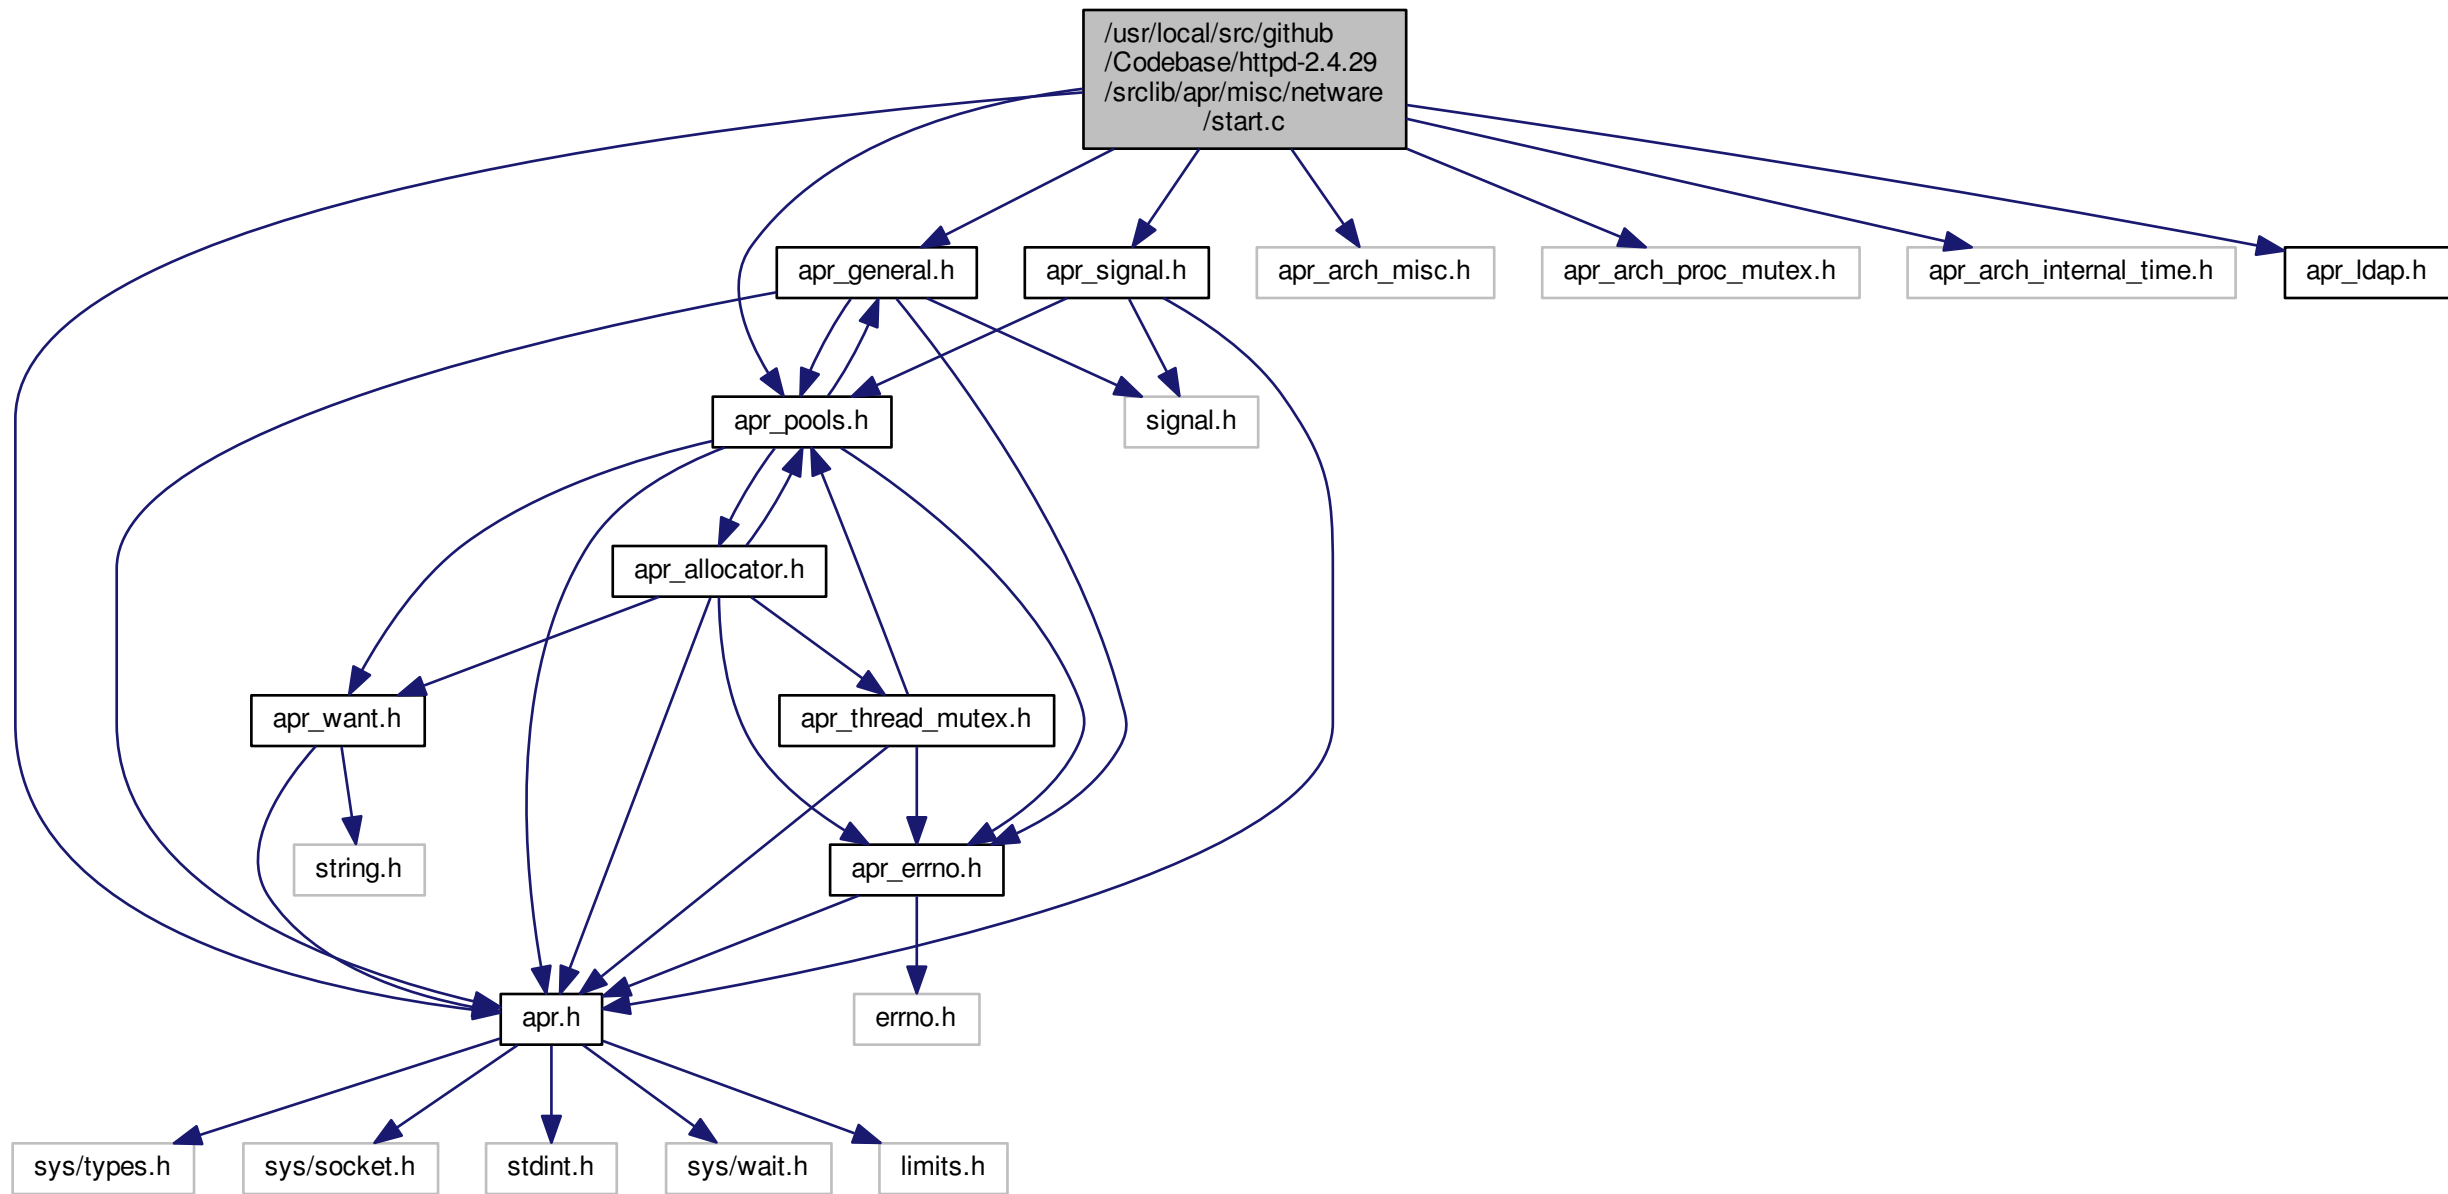 /usr/local/src/github
/Codebase/httpd-2.4.29
/srclib/apr/misc/netware
/start.c
apr_general.h
apr_signal.h
apr_arch_misc.h
apr_arch_proc_mutex.h
apr_arch_internal_time.h
apr_ldap.h
apr_pools.h
signal.h
apr_allocator.h
apr_want.h
apr_thread_mutex.h
string.h
apr_errno.h
apr.h
errno.h
sys/types.h
sys/socket.h
stdint.h
sys/wait.h
limits.h